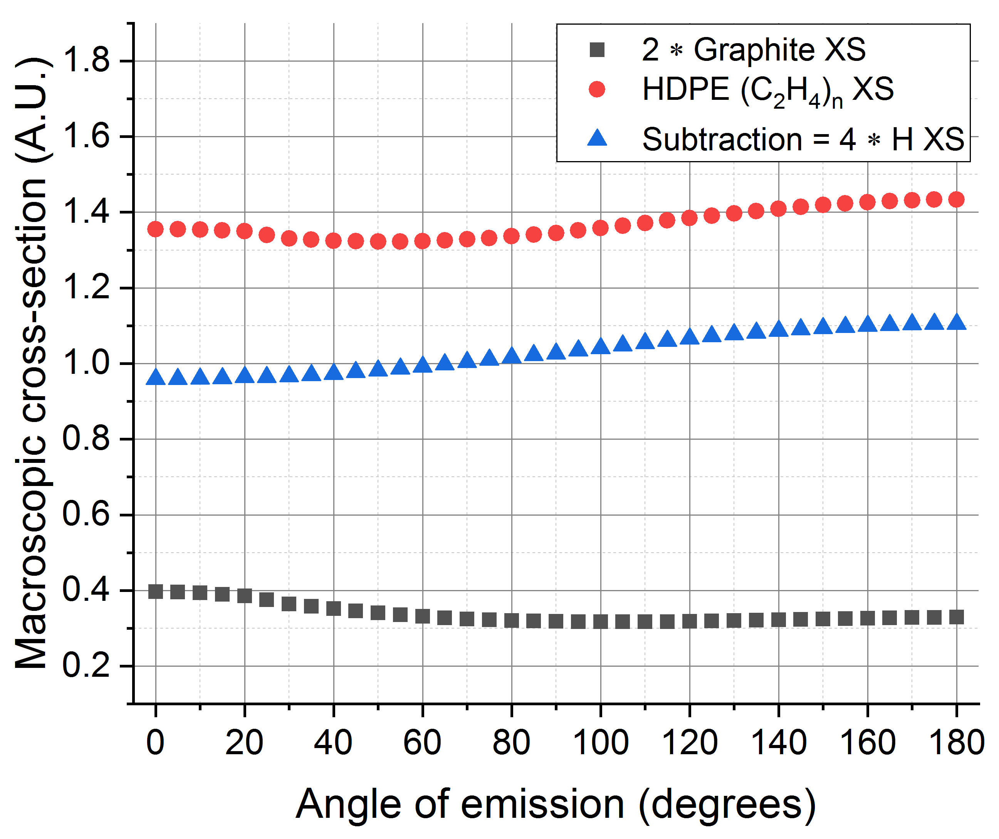 2 * Graphite XS
HDPE (C₂H₄)ₙ XS
Subtraction = 4 * H XS
Macroscopic cross-section (A.U.)
1.8
1.6
1.4
1.2
1.0
0.8
0.6
0.4
0.2
0 20 40 60 80 100 120 140 160 180
Angle of emission (degrees)